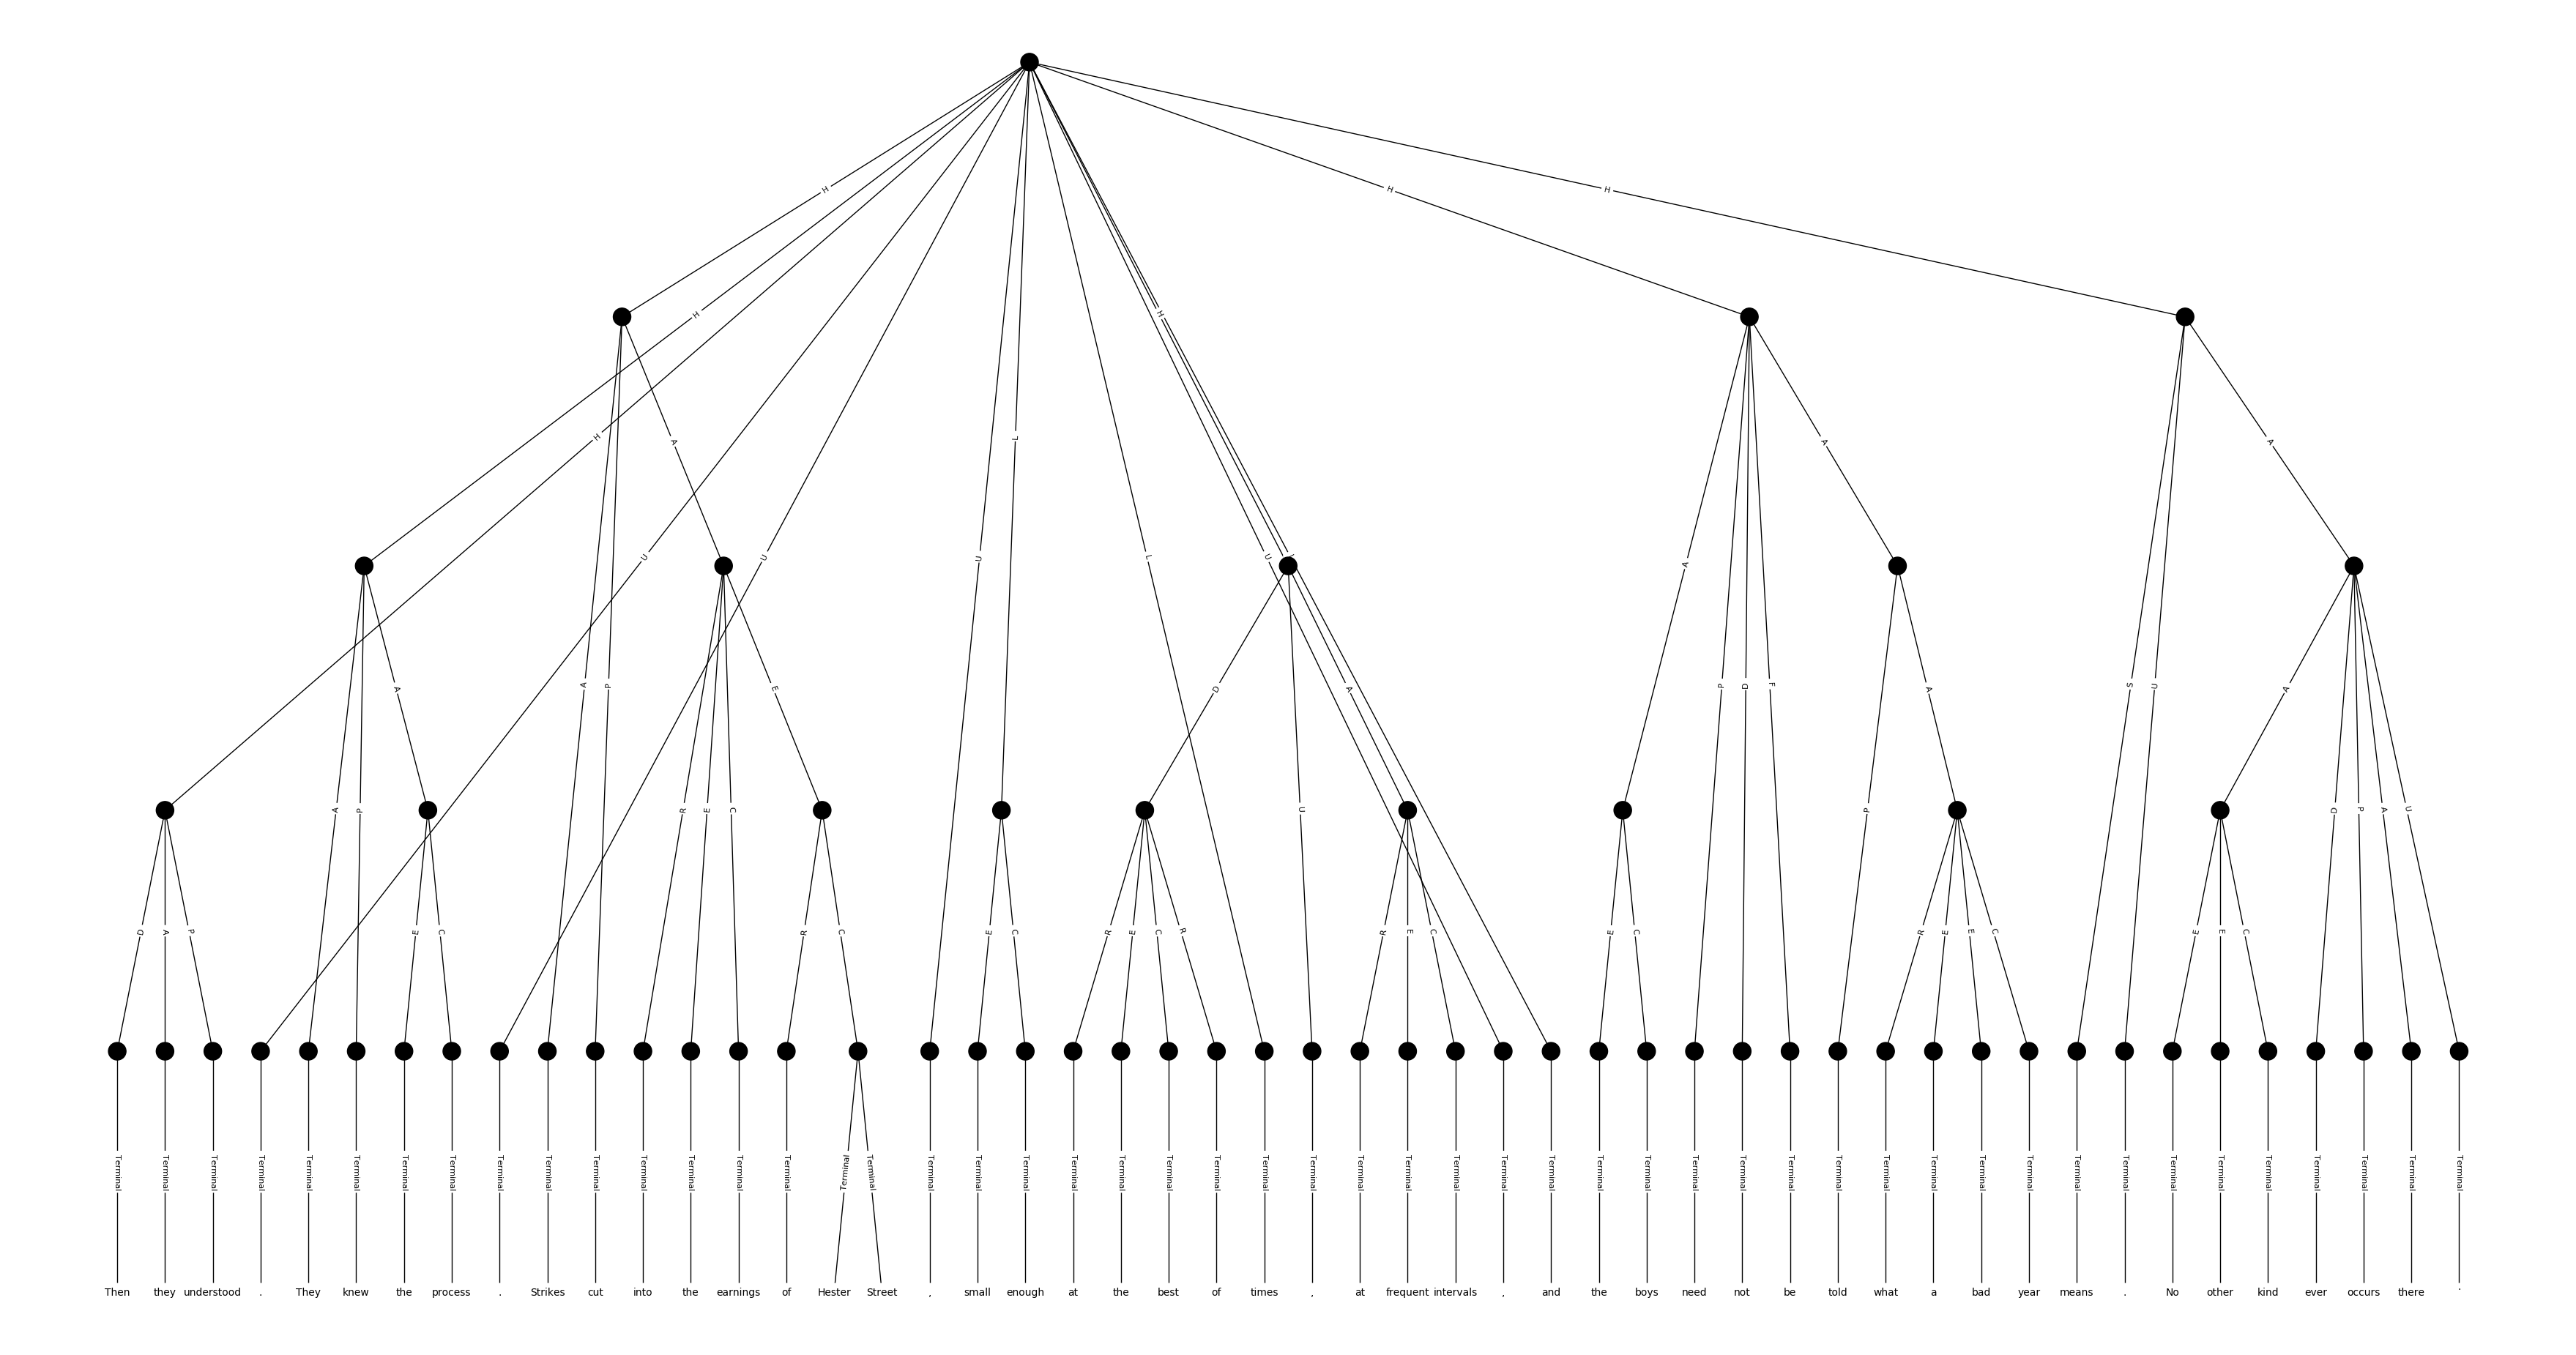 H H H
H H H
A L A A
U U U L U A
A P E D A P D F A P A S U A
A P R E C U P R D P A U
D A P E C R C E C R E C R R E C E C R E E C E E C
Terminal Terminal Terminal Terminal Terminal Terminal Terminal Terminal Terminal Terminal Terminal Terminal Terminal Terminal Terminal Terminal Terminal Terminal Terminal Terminal Terminal Terminal Terminal Terminal Terminal Terminal Terminal Terminal Terminal Terminal Terminal Terminal Terminal Terminal Terminal Terminal Terminal Terminal Terminal Terminal Terminal Terminal Terminal Terminal Terminal Terminal Terminal Terminal Terminal Terminal
Then they understood . They knew the process . Strikes cut into the earnings of Hester Street , small enough at the best of times , at frequent intervals , and the boys need not be told what a bad year means . No other kind ever occurs there .